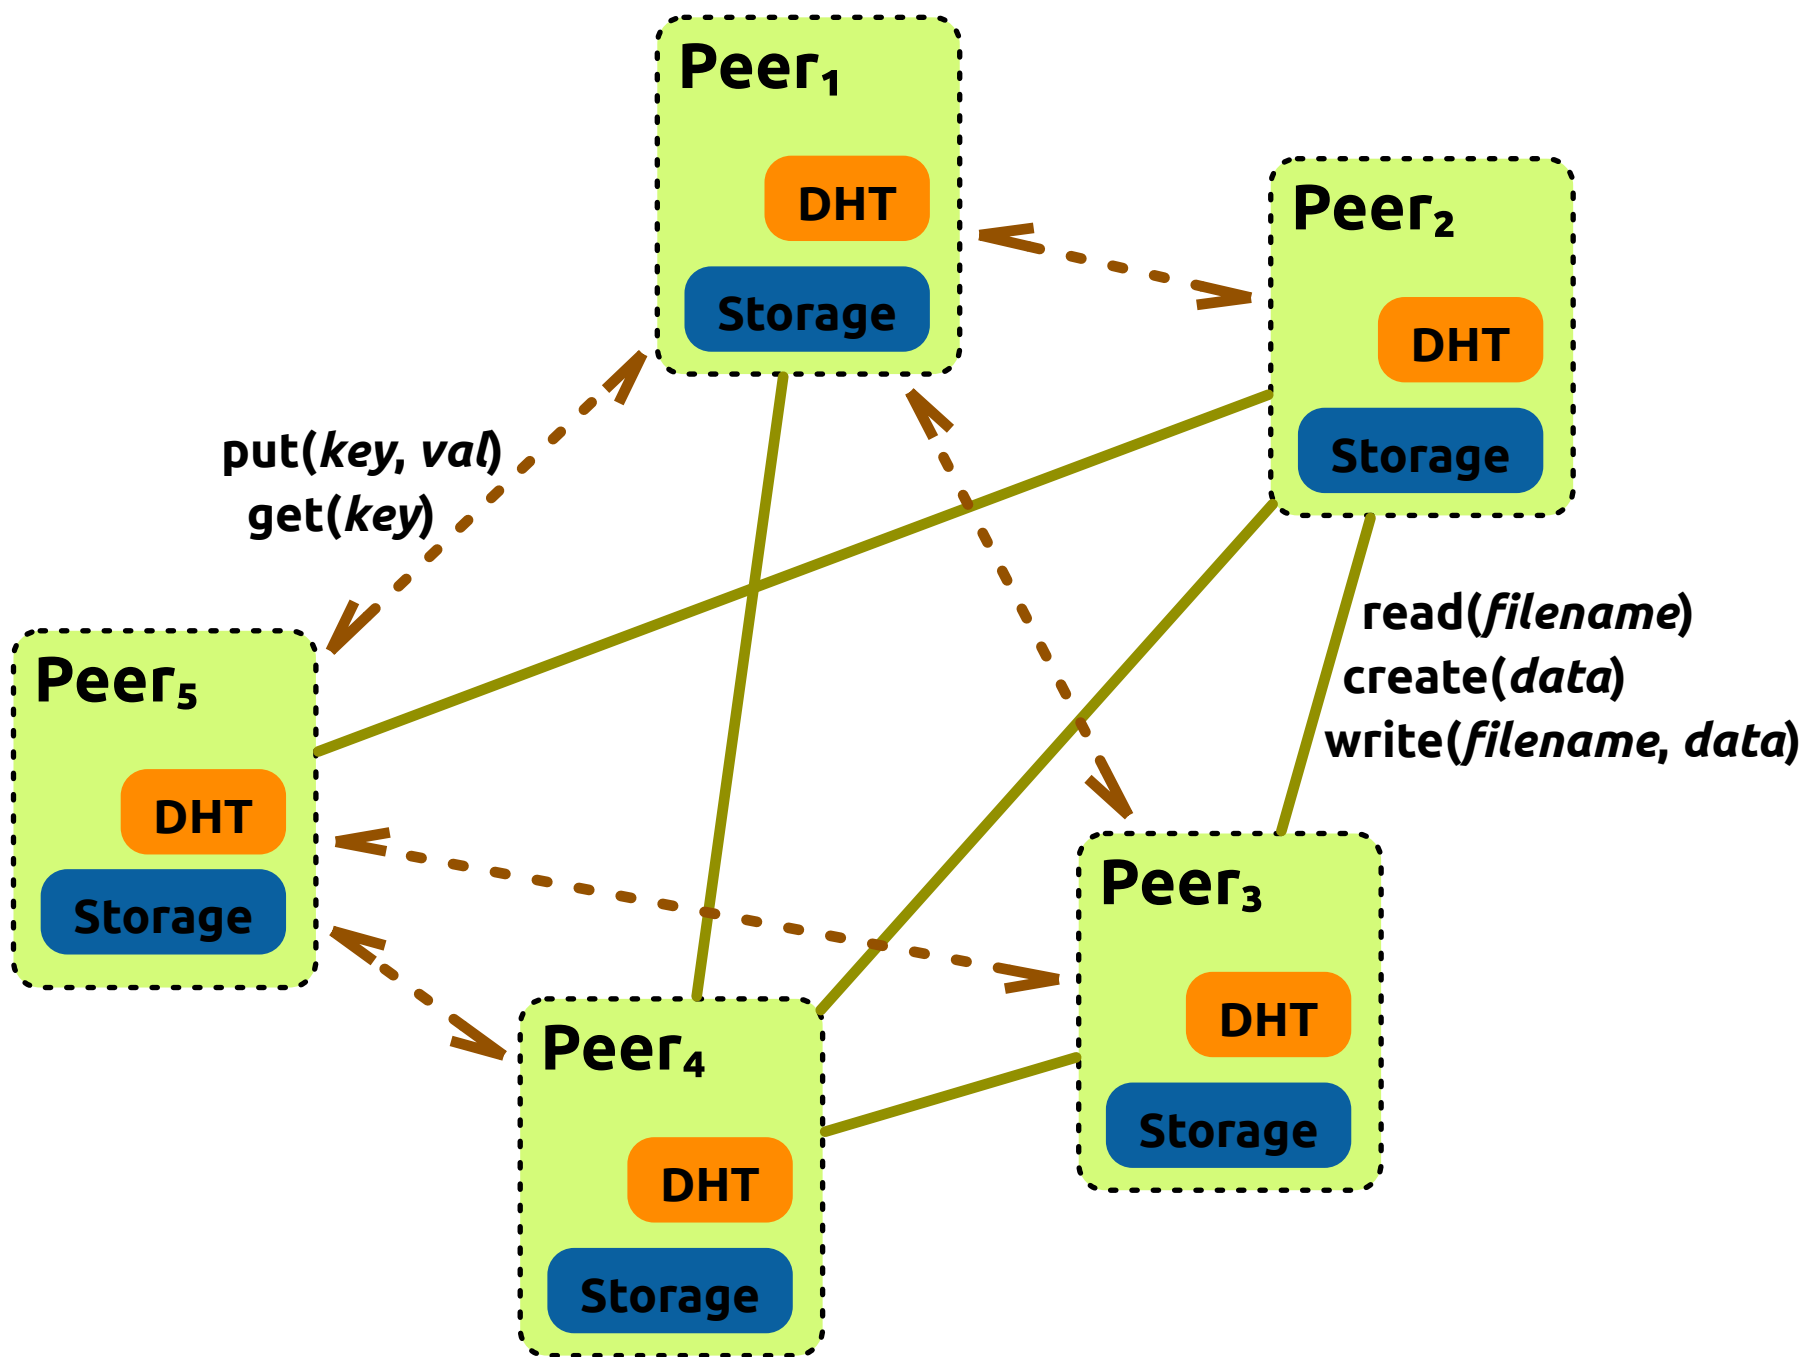 Peer₁
DHT
Storage
Peer₂
DHT
Storage
put(key, val)
get(key)
read(filename)
create(data)
write(filename, data)
Peer₅
DHT
Storage
Peer₃
DHT
Storage
Peer₄
DHT
Storage